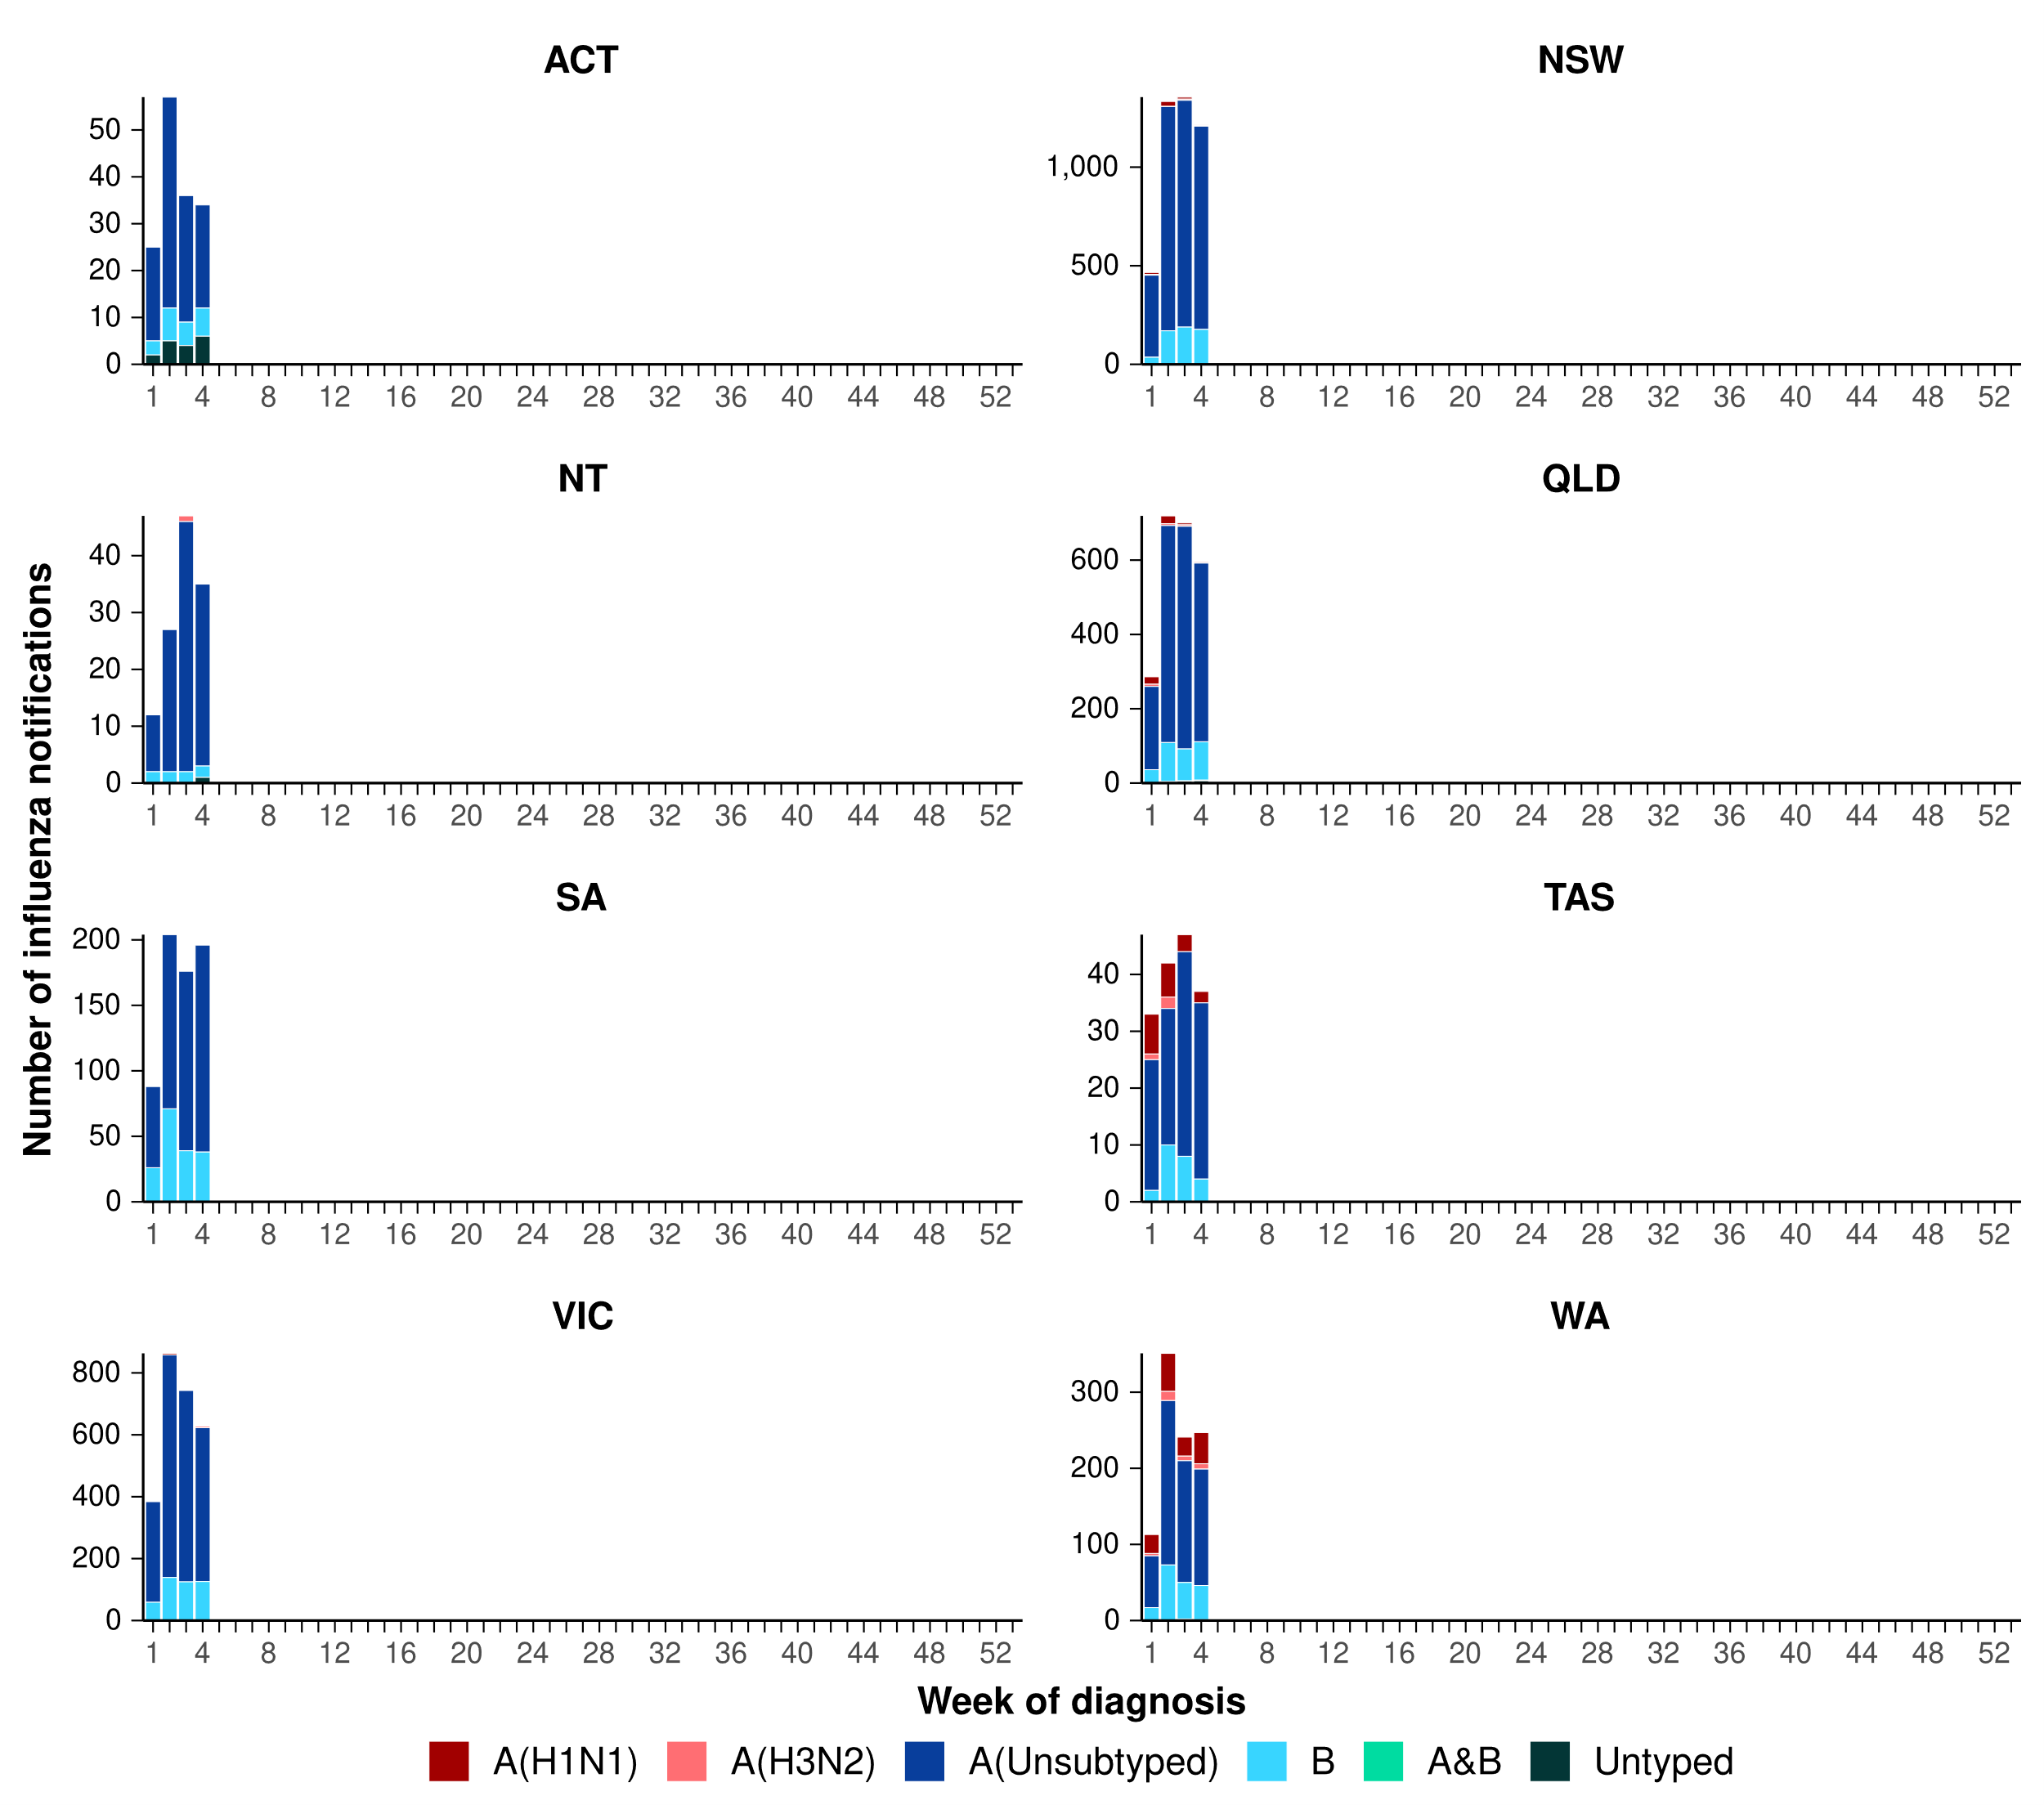 ACT
NSW
50
40
30
20
10
0
1,000
500
0
1 4 8 12 16 20 24 28 32 36 40 44 48 52
1 4 8 12 16 20 24 28 32 36 40 44 48 52
NT
QLD
40
30
20
10
0
600
400
200
0
1 4 8 12 16 20 24 28 32 36 40 44 48 52
1 4 8 12 16 20 24 28 32 36 40 44 48 52
Number of influenza notifications
SA
TAS
200
150
100
50
0
40
30
20
10
0
1 4 8 12 16 20 24 28 32 36 40 44 48 52
1 4 8 12 16 20 24 28 32 36 40 44 48 52
VIC
WA
800
600
400
200
0
300
200
100
0
1 4 8 12 16 20 24 28 32 36 40 44 48 52
1 4 8 12 16 20 24 28 32 36 40 44 48 52
Week of diagnosis
A(H1N1) A(H3N2) A(Unsubtyped) B A&B Untyped